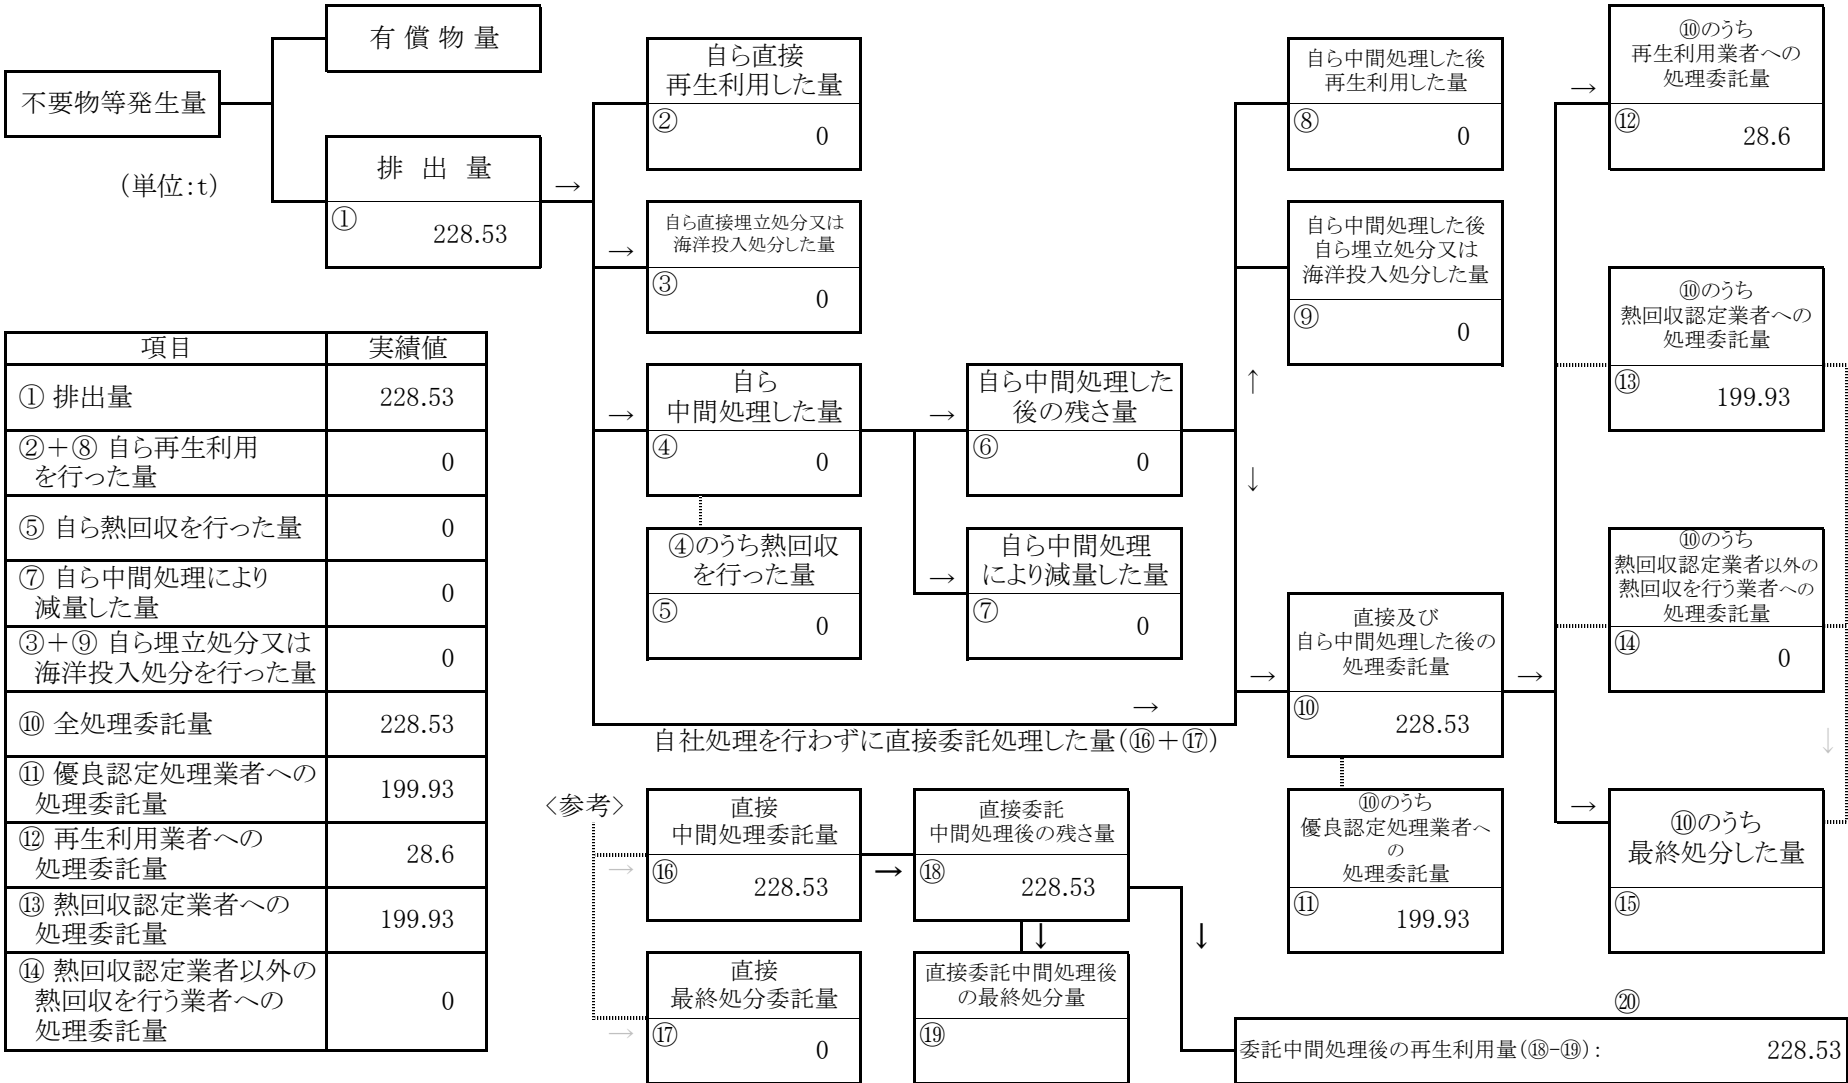 有 償 物 量
不要物等発生量
(単位:t)
排 出 量
①
228.53
→
自ら直接
再生利用した量
②
0
→
自ら直接埋立処分又は
海洋投入処分した量
③
0
→
自ら
中間処理した量
④
0
④のうち熱回収
を行った量
⑤
0
→
自ら中間処理した
後の残さ量
⑥
0
→
自ら中間処理
により減量した量
⑦
0
自ら中間処理した後
再生利用した量
⑧
0
自ら中間処理した後
自ら埋立処分又は
海洋投入処分した量
⑨
0
↑
↓
→
自社処理を行わずに直接委託処理した量(⑯+⑰)
→
直接及び
自ら中間処理した後の
処理委託量
⑩
228.53
⑩のうち
優良認定処理業者へ
の
処理委託量
⑪
199.93
→
→
⑩のうち
再生利用業者への
処理委託量
⑫
28.6
⑩のうち
熱回収認定業者への
処理委託量
⑬
199.93
⑩のうち
熱回収認定業者以外の
熱回収を行う業者への
処理委託量
⑭
0
↓
→
⑩のうち
最終処分した量
⑮
項目 実績値
① 排出量 228.53
②+⑧ 自ら再生利用
を行った量 0
⑤ 自ら熱回収を行った量 0
⑦ 自ら中間処理により
減量した量 0
③+⑨ 自ら埋立処分又は
海洋投入処分を行った量 0
⑩ 全処理委託量 228.53
⑪ 優良認定処理業者への
処理委託量 199.93
⑫ 再生利用業者への
処理委託量 28.6
⑬ 熱回収認定業者への
処理委託量 199.93
⑭ 熱回収認定業者以外の
熱回収を行う業者への
処理委託量 0
〈参考〉
→
直接
中間処理委託量
⑯
228.53
→
直接委託
中間処理後の残さ量
⑱
228.53
↓
↓
→
直接
最終処分委託量
⑰
0
直接委託中間処理後
の最終処分量
⑲
⑳
委託中間処理後の再生利用量(⑱-⑲): 228.53